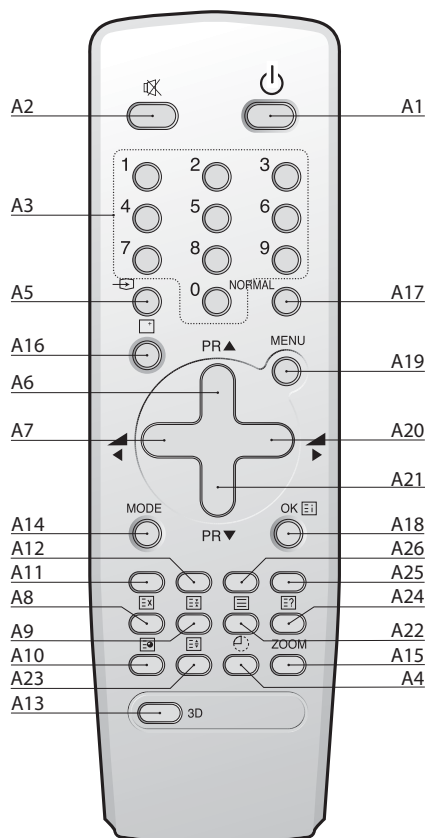 A2 A1
1 2 3
A3 4 5 6
7 8 9
A5 0 NORMAL A17
A16 PR▲ MENU
A19
A6
A7 A20
A21
MODE OK
A14 PR▼ A18
A12 A26
A11 A25
A8 ? A24
A9 A22
A10 ZOOM A15
A23 A4
A13 3D